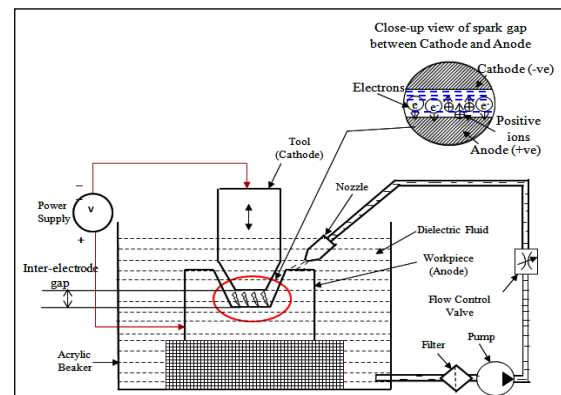 Close-up view of spark gap
between Cathode and Anode
Cathode (-ve)
Electrons
e
e-
e-
Positive
ions
Anode (+ve)
Tool
(Cathode)
Nozzle
–
–
V
Power
Supply
+
Dielectric Fluid
Workpiece
(Anode)
Inter-electrode
gap
Flow Control
Valve
Acrylic
Beaker
Filter
Pump